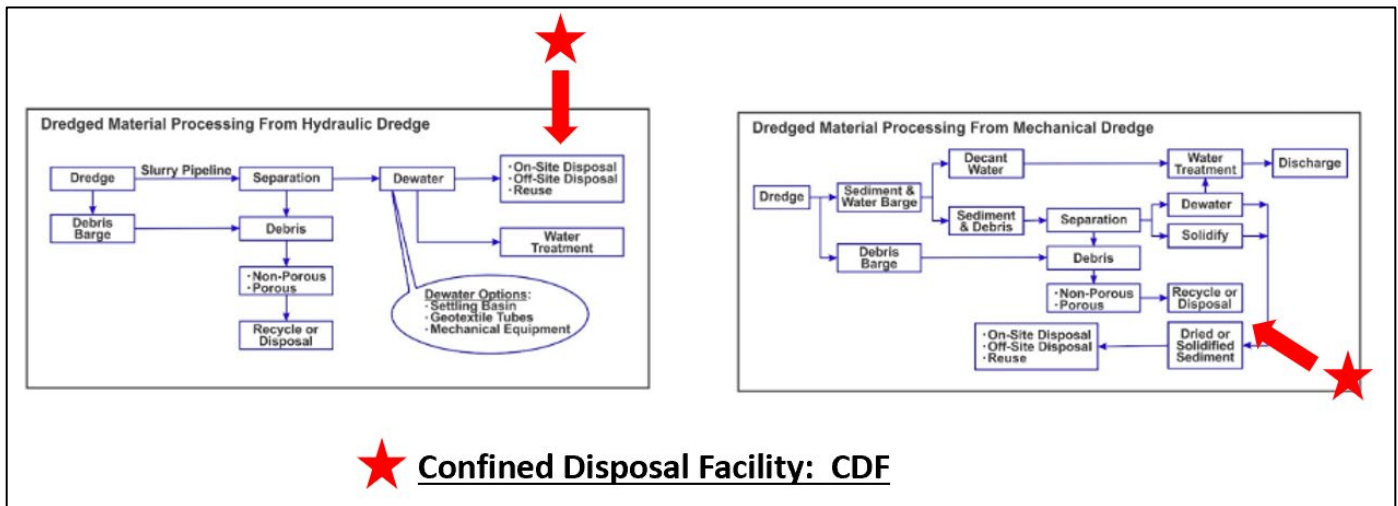 Dredged Material Processing From Hydraulic Dredge
Dredge
Slurry Pipeline
Separation
Dewater
·On-Site Disposal
·Off-Site Disposal
·Reuse
Debris
Barge
Debris
Water
Treatment
·Non-Porous
·Porous
Dewater Options:
·Settling Basin
·Geotextile Tubes
·Mechanical Equipment
Recycle or
Disposal
Dredged Material Processing From Mechanical Dredge
Dredge
Sediment &
Water Barge
Decant
Water
Water
Treatment
Discharge
Sediment
& Debris
Separation
Dewater
Solidify
Debris
Barge
Debris
·Non-Porous
·Porous
Recycle or
Disposal
·On-Site Disposal
·Off-Site Disposal
·Reuse
Dried or
Solidified
Sediment
Confined Disposal Facility: CDF